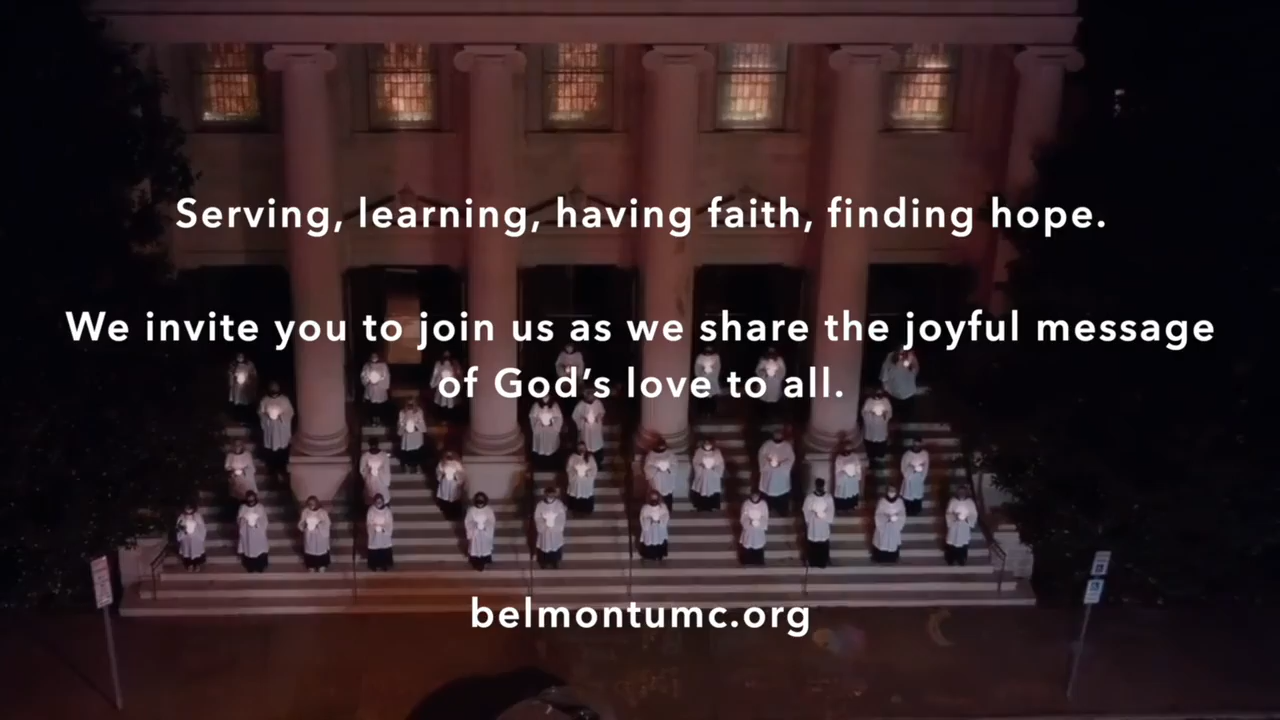 Serving, learning, having faith, finding hope.
We invite you to join us as we share the joyful message
of God’s love to all.
belmontumc.org